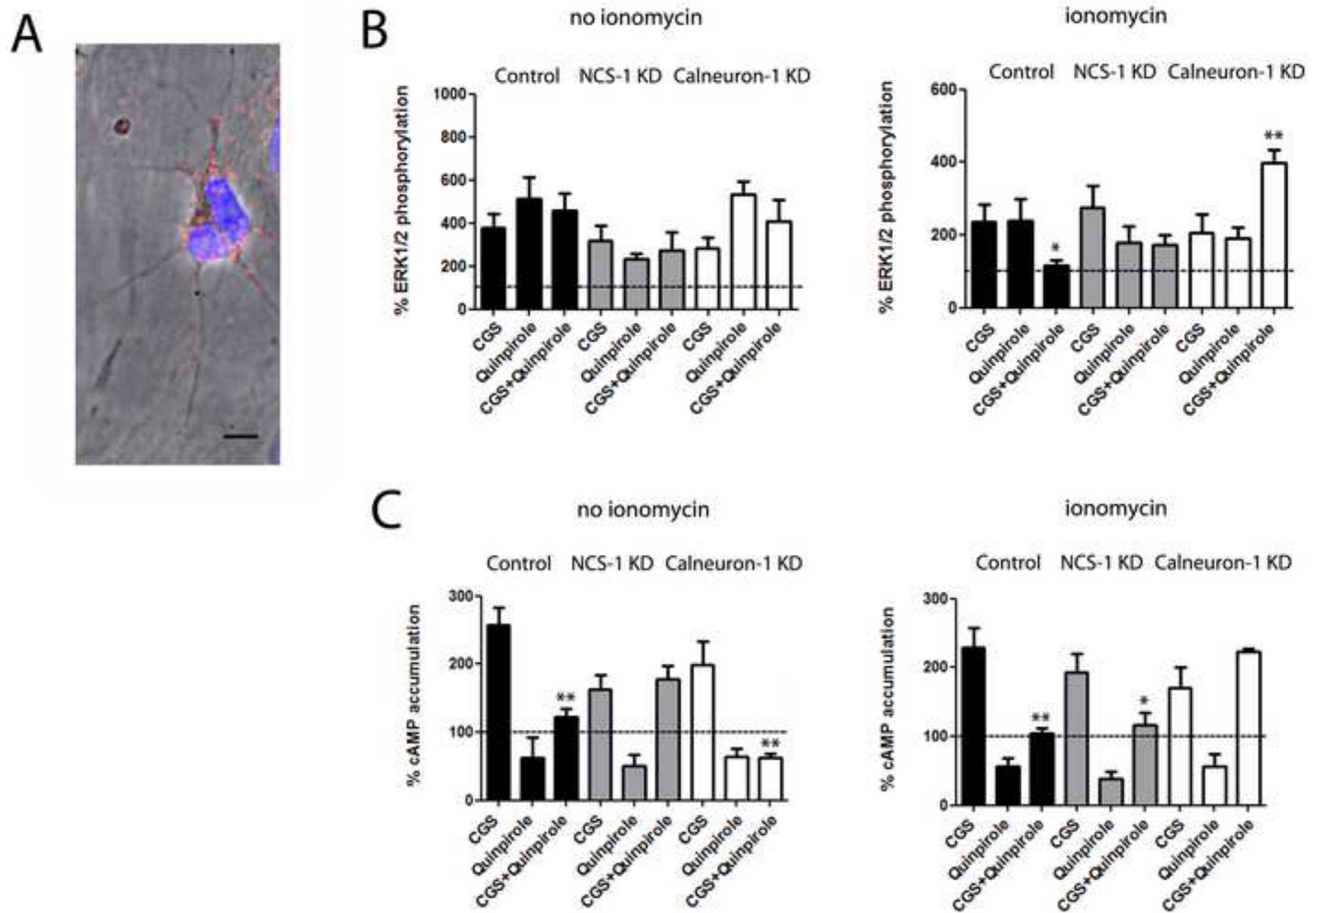 A
B
no ionomycin
ionomycin
Control NCS-1 KD Calneuron-1 KD
% ERK1/2 phosphorylation
1000
800
600
400
200
0
CGS
Quinpirole
CGS+Quinpirole
CGS
Quinpirole
CGS+Quinpirole
CGS
Quinpirole
CGS+Quinpirole
Control NCS-1 KD Calneuron-1 KD
% ERK1/2 phosphorylation
600
400
200
0
*
**
CGS
Quinpirole
CGS+Quinpirole
CGS
Quinpirole
CGS+Quinpirole
CGS
Quinpirole
CGS+Quinpirole
C
no ionomycin
ionomycin
Control NCS-1 KD Calneuron-1 KD
% cAMP accumulation
300
200
100
0
**
**
CGS
Quinpirole
CGS+Quinpirole
CGS
Quinpirole
CGS+Quinpirole
CGS
Quinpirole
CGS+Quinpirole
Control NCS-1 KD Calneuron-1 KD
% cAMP accumulation
300
200
100
0
**
*
CGS
Quinpirole
CGS+Quinpirole
CGS
Quinpirole
CGS+Quinpirole
CGS
Quinpirole
CGS+Quinpirole